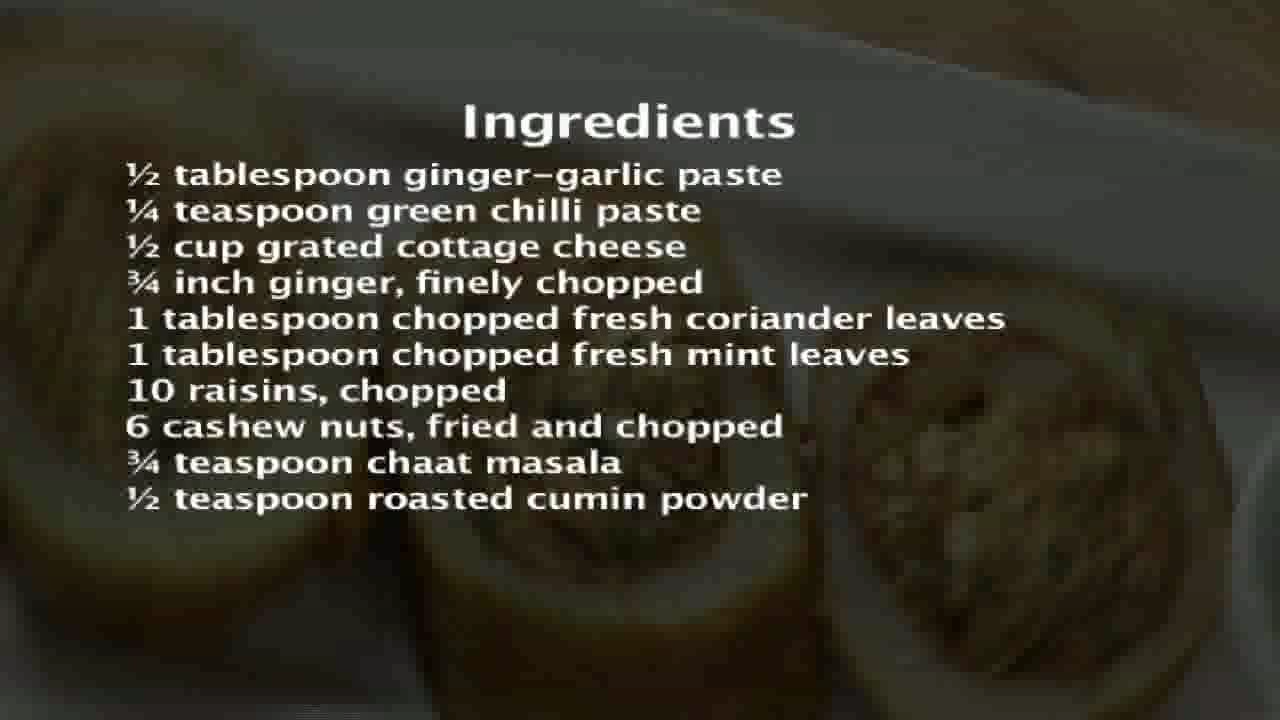 Ingredients
½ tablespoon ginger-garlic paste
¼ teaspoon green chilli paste
½ cup grated cottage cheese
¾ inch ginger, finely chopped
1 tablespoon chopped fresh coriander leaves
1 tablespoon chopped fresh mint leaves
10 raisins, chopped
6 cashew nuts, fried and chopped
¾ teaspoon chaat masala
½ teaspoon roasted cumin powder